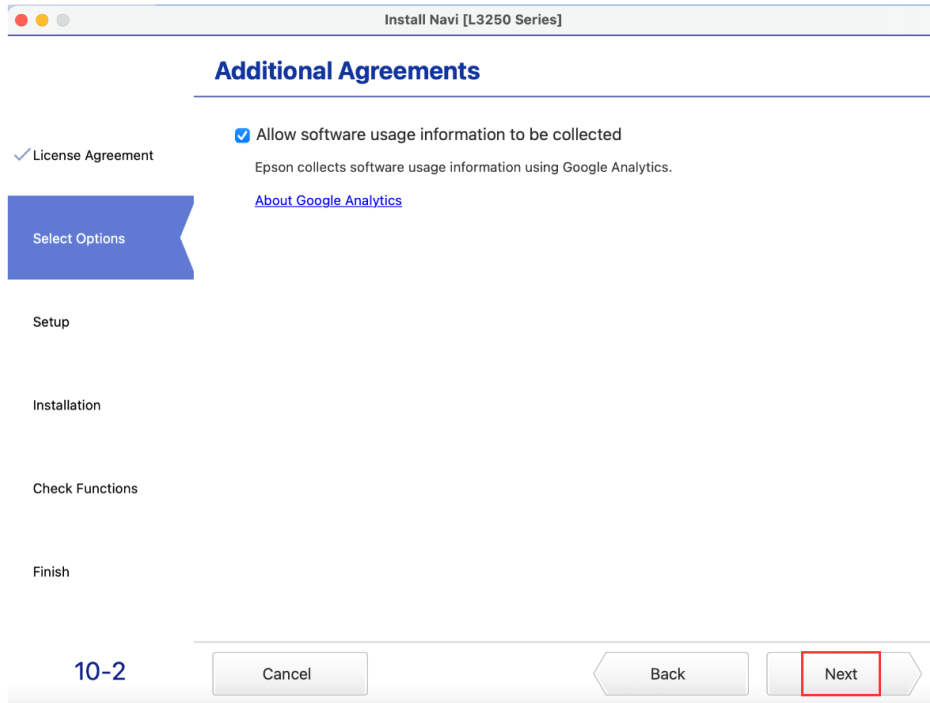 Install Navi [L3250 Series]
Additional Agreements
Allow software usage information to be collected
Epson collects software usage information using Google Analytics.
About Google Analytics
License Agreement
Select Options
Setup
Installation
Check Functions
Finish
10-2
Cancel
Back
Next